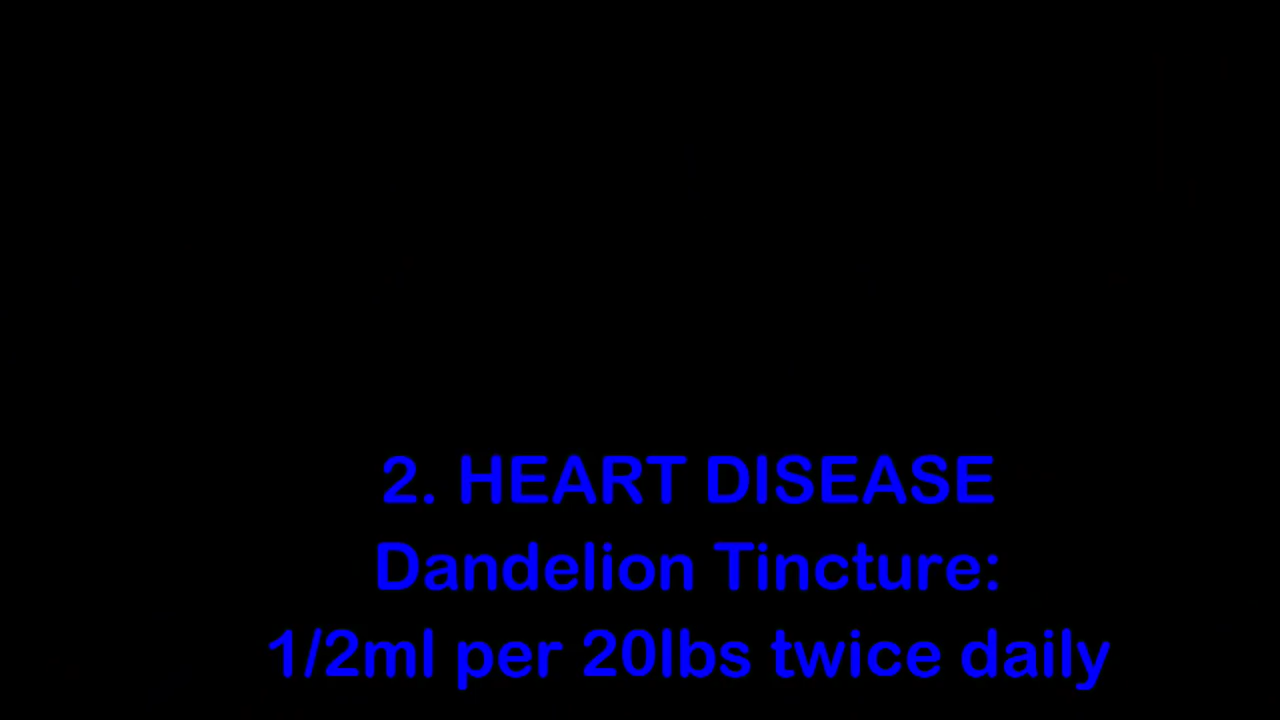 2. HEART DISEASE
Dandelion Tincture:
1/2ml per 20lbs twice daily